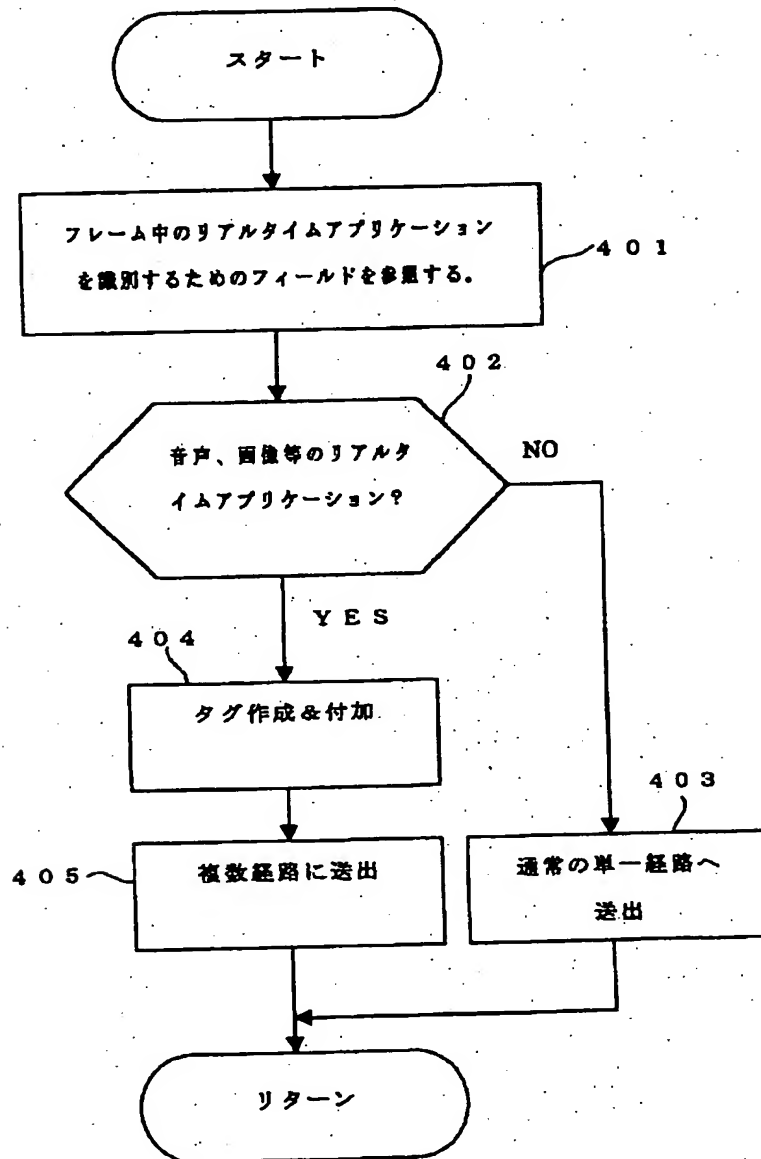 スタート
フレーム中のリアルタイムアプリケーション
を識別するためのフィールドを参照する。
401
402
音声、画像等のリアルタ
イムアプリケーション?
NO
YES
404
タグ作成&付加
403
405
複数経路に送出
通常の単一経路へ
送出
リターン